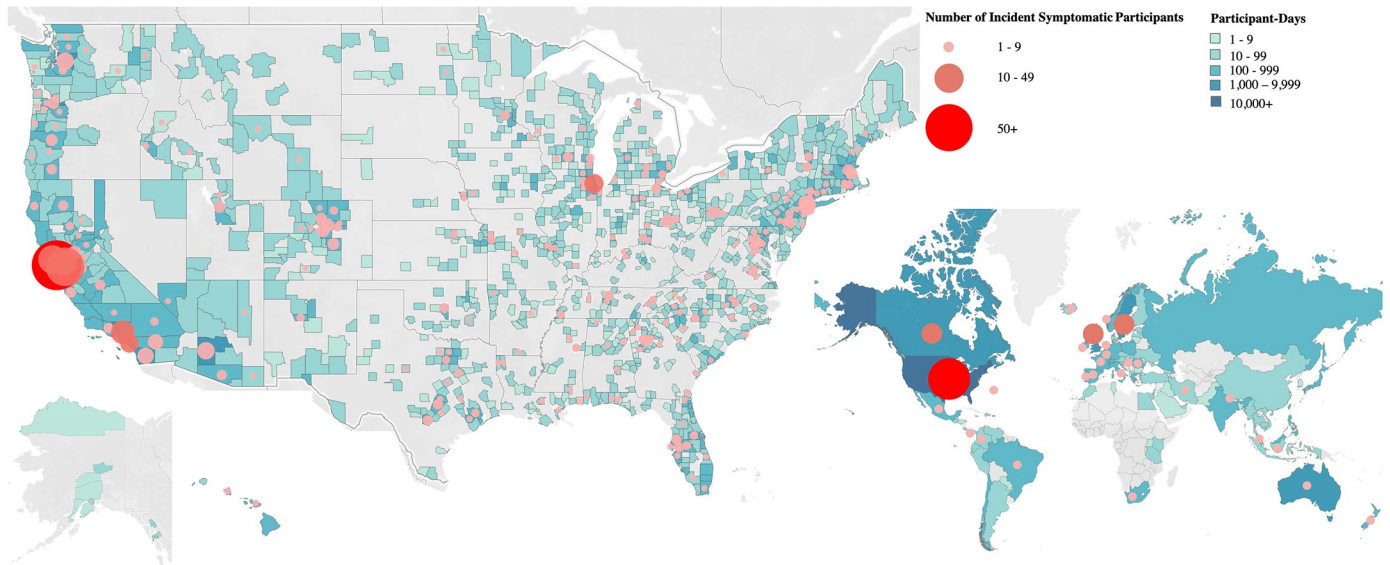 Number of Incident Symptomatic Participants
1 - 9
10 - 49
50+
Participant-Days
1 - 9
10 - 99
100 - 999
1,000 – 9,999
10,000+